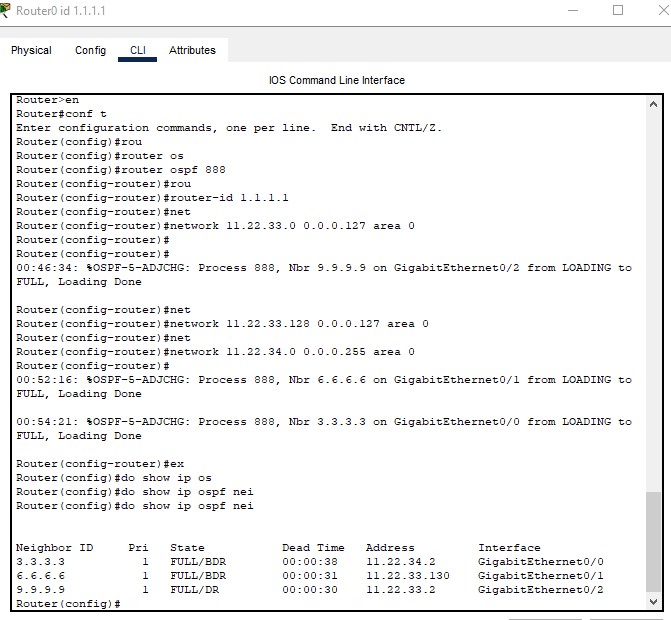 Router0 id 1.1.1.1
Physical Config CLI Attributes
IOS Command Line Interface
Router>en
Router#conf t
Enter configuration commands, one per line. End with CNTL/Z.
Router(config)#rou
Router(config)#router os
Router(config)#router ospf 888
Router(config-router)#rou
Router(config-router)#router-id 1.1.1.1
Router(config-router)#net
Router(config-router)#network 11.22.33.0 0.0.0.127 area 0
Router(config-router)#
Router(config-router)#
00:46:34: %OSPF-5-ADJCHG: Process 888, Nbr 9.9.9.9 on GigabitEthernet0/2 from LOADING to
FULL, Loading Done
Router(config-router)#net
Router(config-router)#network 11.22.33.128 0.0.0.127 area 0
Router(config-router)#net
Router(config-router)#network 11.22.34.0 0.0.0.255 area 0
Router(config-router)#
00:52:16: %OSPF-5-ADJCHG: Process 888, Nbr 6.6.6.6 on GigabitEthernet0/1 from LOADING to
FULL, Loading Done
00:54:21: %OSPF-5-ADJCHG: Process 888, Nbr 3.3.3.3 on GigabitEthernet0/0 from LOADING to
FULL, Loading Done
Router(config-router)#ex
Router(config)#do show ip os
Router(config)#do show ip ospf nei
Router(config)#do show ip ospf nei
Neighbor ID Pri State Dead Time Address Interface
3.3.3.3 1 FULL/BDR 00:00:38 11.22.34.2 GigabitEthernet0/0
6.6.6.6 1 FULL/BDR 00:00:31 11.22.33.130 GigabitEthernet0/1
9.9.9.9 1 FULL/DR 00:00:30 11.22.33.2 GigabitEthernet0/2
Router(config)#